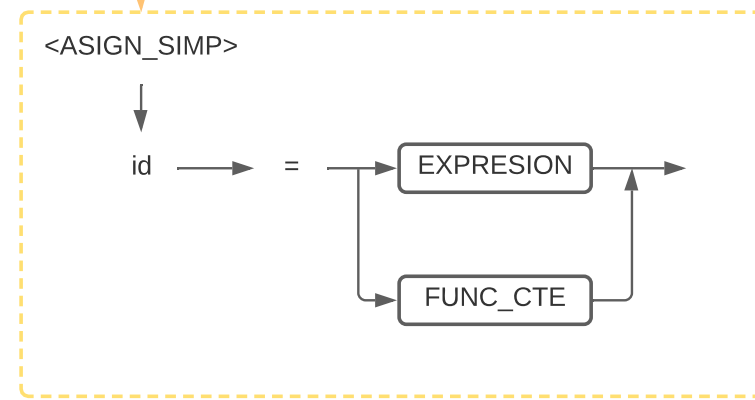 <ASIGN_SIMP>
id = EXPRESION
FUNC_CTE